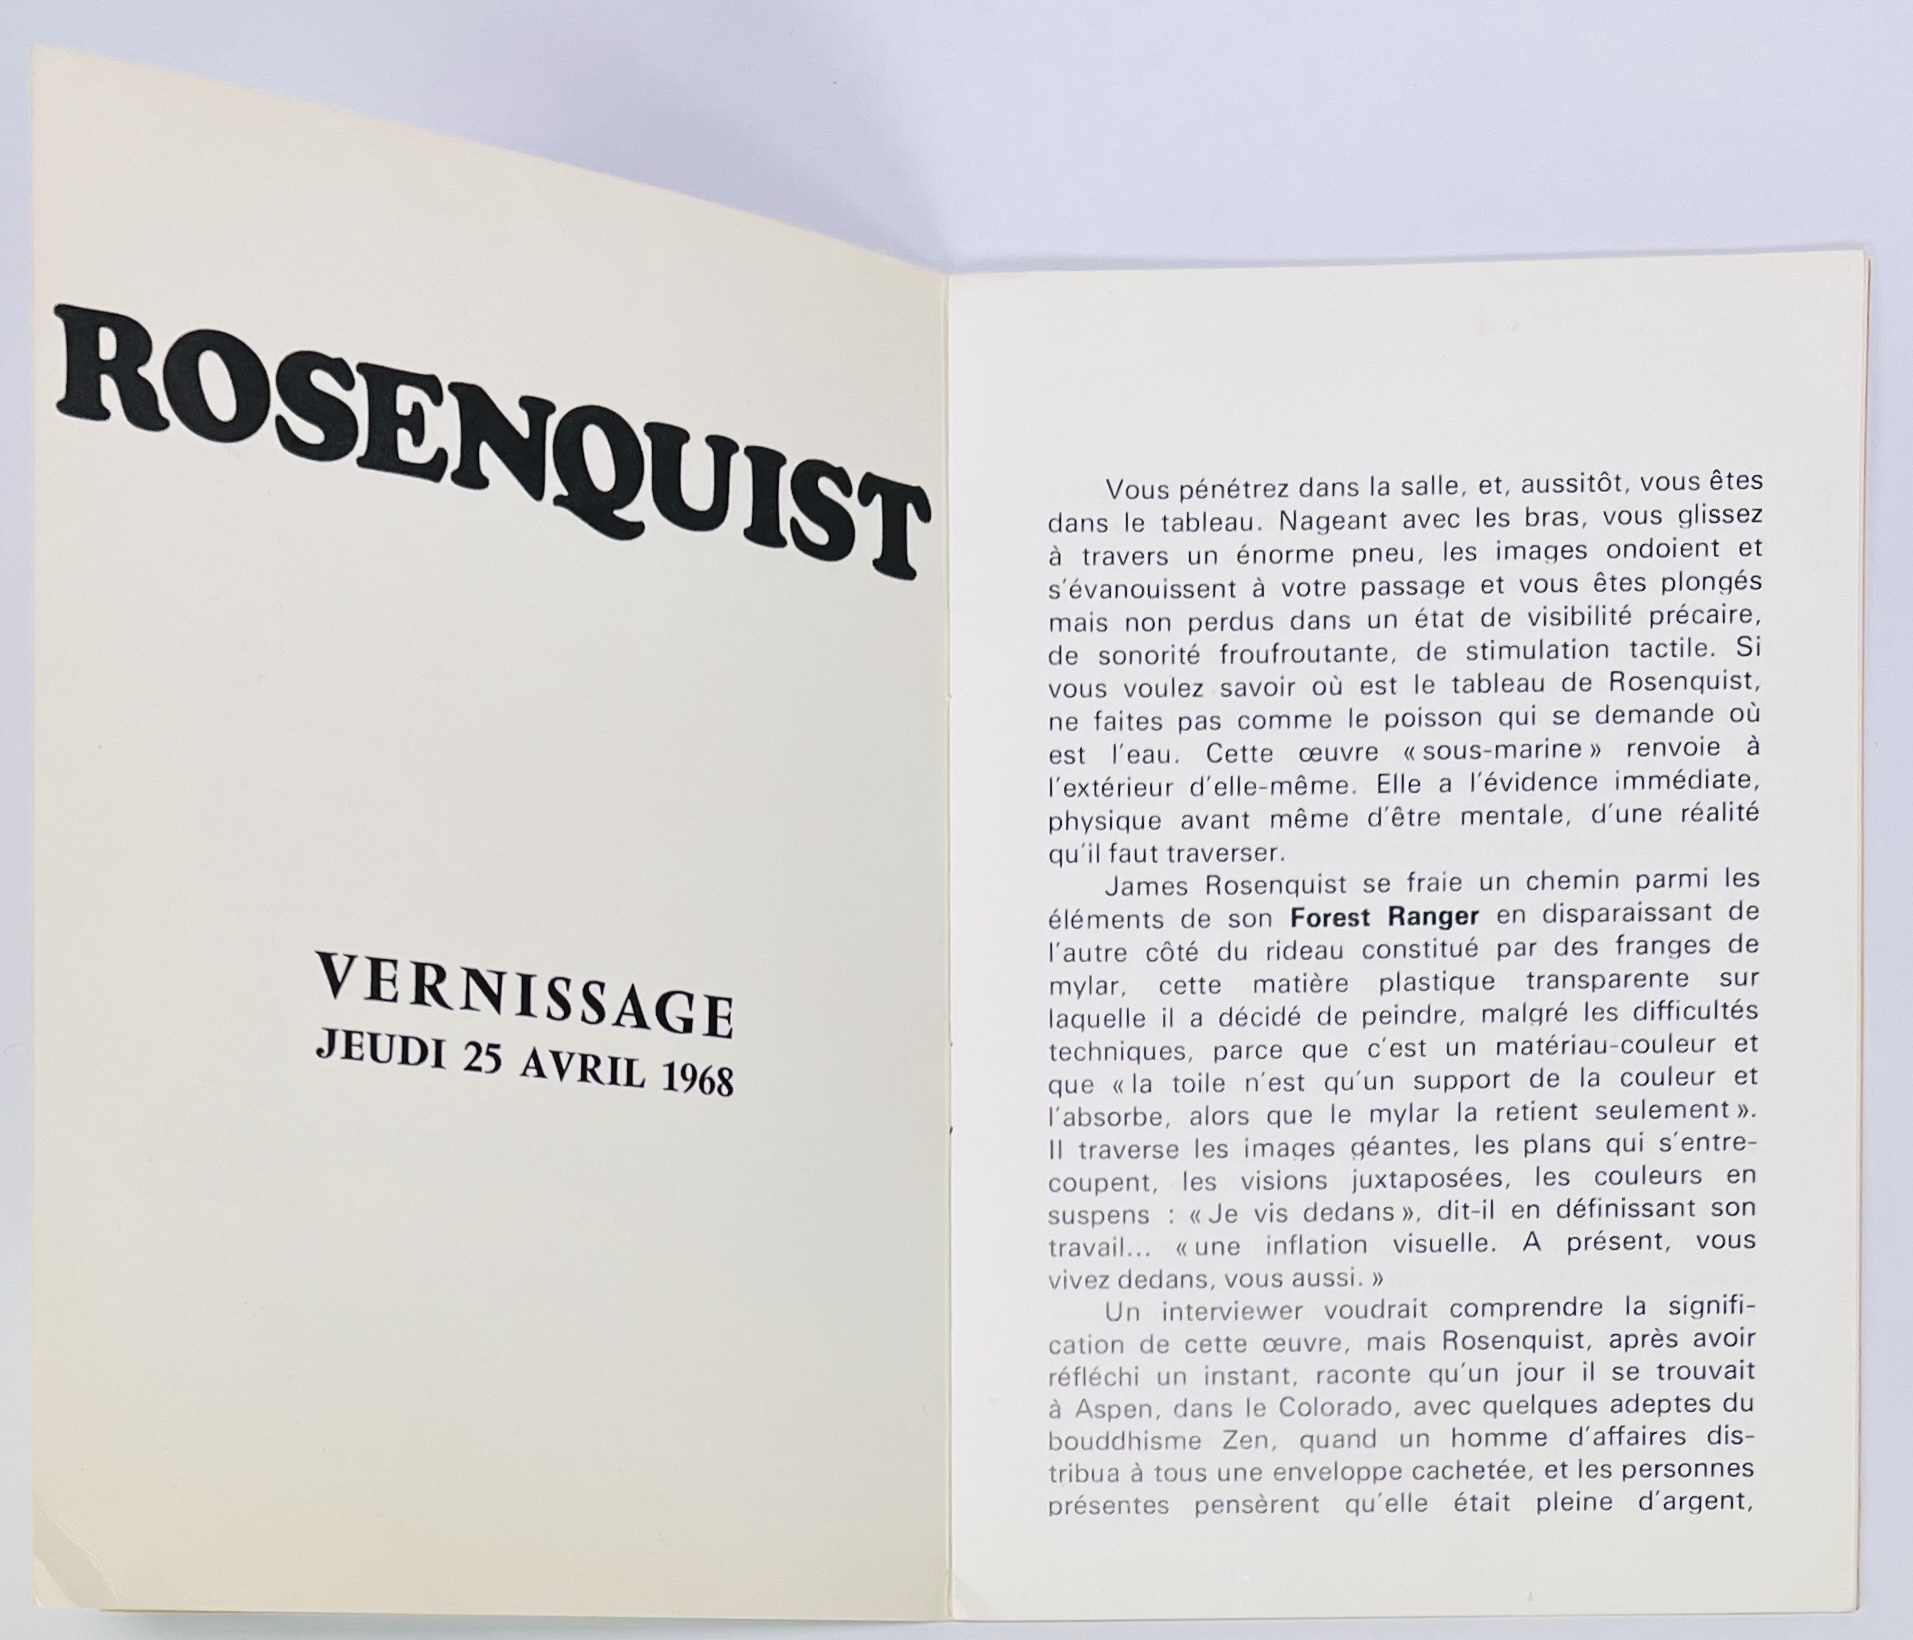 ROSENQUIST
VERNISSAGE
JEUDI 25 AVRIL 1968
Vous pénétrez dans la salle, et, aussitôt, vous êtes
dans le tableau. Nageant avec les bras, vous glissez
à travers un énorme pneu, les images ondoient et
s'évanouissent à votre passage et vous êtes plongés
mais non perdus dans un état de visibilité précaire,
de sonorité froufroutante, de stimulation tactile. Si
vous voulez savoir où est le tableau de Rosenquist,
ne faites pas comme le poisson qui se demande où
est l'eau. Cette œuvre « sous-marine » renvoie à
l'extérieur d'elle-même. Elle a l'évidence immédiate,
physique avant même d'être mentale, d'une réalité
qu'il faut traverser.
James Rosenquist se fraie un chemin parmi les
éléments de son Forest Ranger en disparaissant de
l'autre côté du rideau constitué par des franges de
mylar, cette matière plastique transparente sur
laquelle il a décidé de peindre, malgré les difficultés
techniques, parce que c'est un matériau-couleur et
que « la toile n'est qu'un support de la couleur et
l'absorbe, alors que le mylar la retient seulement ».
Il traverse les images géantes, les plans qui s'entre-
coupent, les visions juxtaposées, les couleurs en
suspens : « Je vis dedans », dit-il en définissant son
travail... « une inflation visuelle. A présent, vous
vivez dedans, vous aussi. »
Un interviewer voudrait comprendre la signifi-
cation de cette œuvre, mais Rosenquist, après avoir
réfléchi un instant, raconte qu'un jour il se trouvait
à Aspen, dans le Colorado, avec quelques adeptes du
bouddhisme Zen, quand un homme d'affaires dis-
tribua à tous une enveloppe cachetée, et les personnes
présentes pensèrent qu'elle était pleine d'argent,